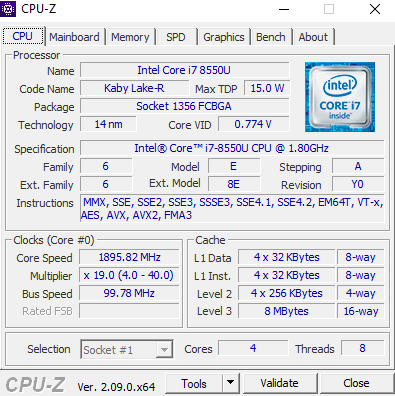 CPU-Z
CPU Mainboard Memory SPD Graphics Bench About
Processor
Name Intel Core i7 8550U
Code Name Kaby Lake-R Max TDP 15.0 W
Package Socket 1356 FCBGA
Technology 14 nm Core VID 0.774 V
intel
CORE i7
inside™
Specification Intel® Core™ i7-8550U CPU @ 1.80GHz
Family 6 Model E Stepping A
Ext. Family 6 Ext. Model 8E Revision Y0
Instructions MMX, SSE, SSE2, SSE3, SSSE3, SSE4.1, SSE4.2, EM64T, VT-x,
AES, AVX, AVX2, FMA3
Clocks (Core #0) Cache
Core Speed 1895.82 MHz L1 Data 4 x 32 KBytes 8-way
Multiplier x 19.0 (4.0 - 40.0) L1 Inst. 4 x 32 KBytes 8-way
Bus Speed 99.78 MHz Level 2 4 x 256 KBytes 4-way
Rated FSB Level 3 8 MBytes 16-way
Selection Socket #1 Cores 4 Threads 8
CPU-Z Ver. 2.09.0.x64 Tools Validate Close